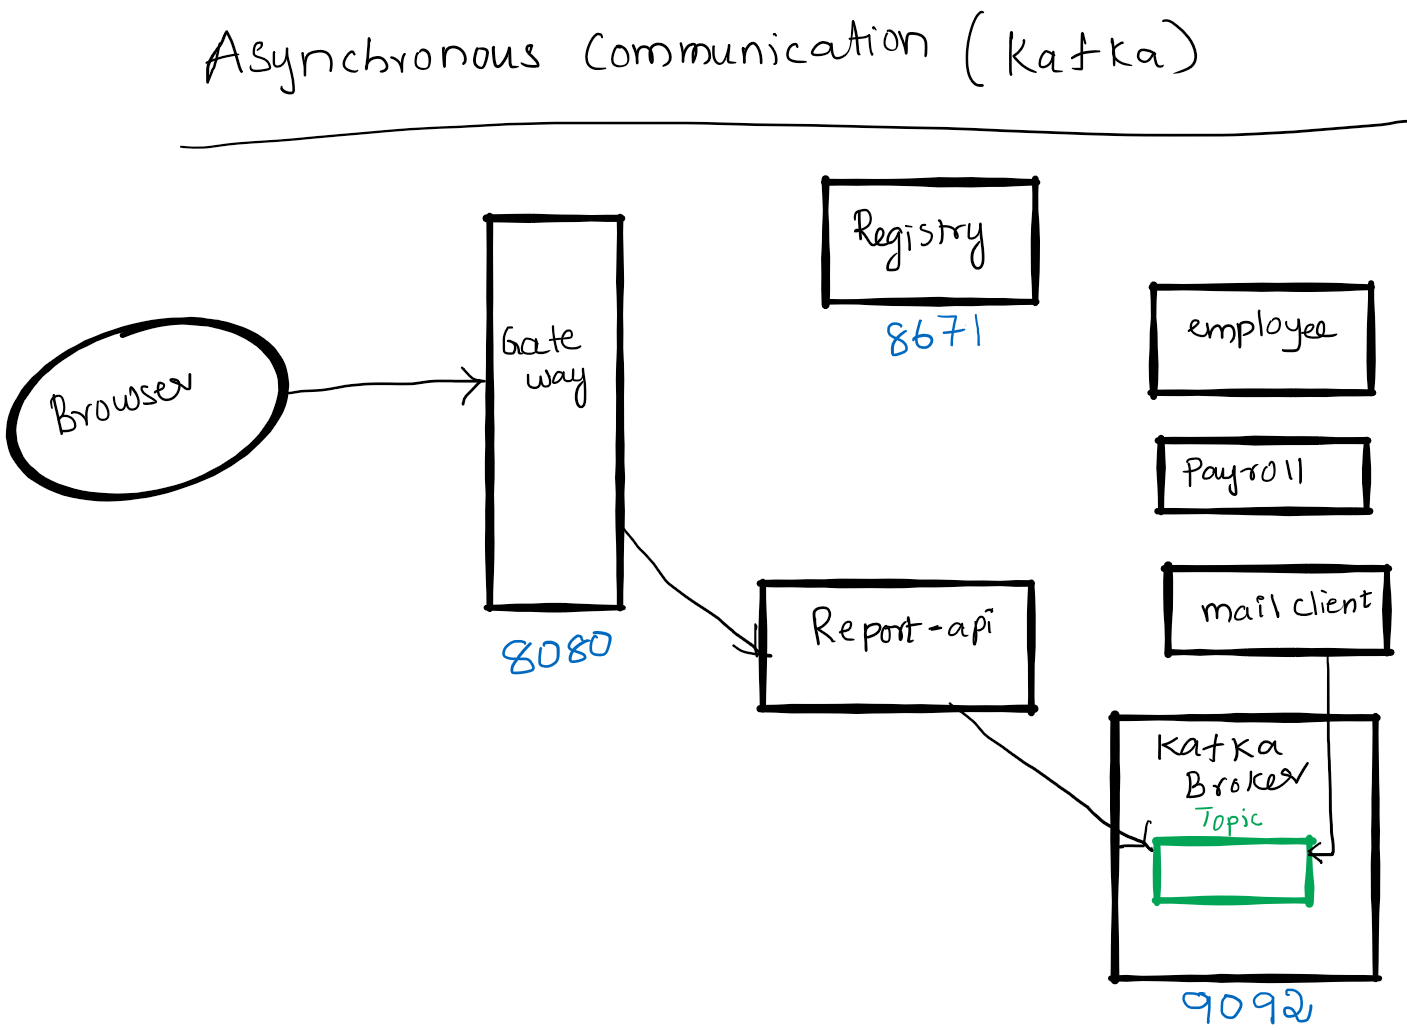 Asynchronous Communication (Kafka)
Registry
8671
employee
Gate
way
Browser
Payroll
mail client
Report-api
8080
Kafka
Broker
Topic
9092